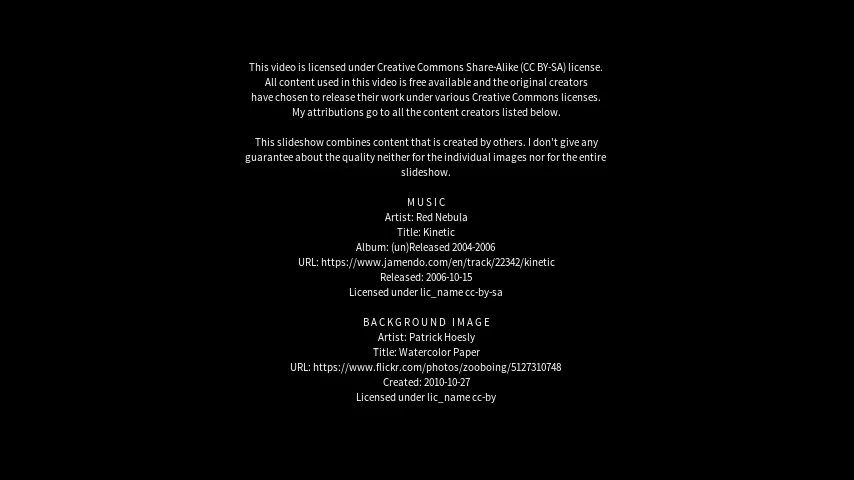 This video is licensed under Creative Commons Share-Alike (CC BY-SA) license.
All content used in this video is free available and the original creators
have chosen to release their work under various Creative Commons licenses.
My attributions go to all the content creators listed below.
This slideshow combines content that is created by others. I don't give any
guarantee about the quality neither for the individual images nor for the entire
slideshow.
M U S I C
Artist: Red Nebula
Title: Kinetic
Album: (un)Released 2004-2006
URL: https://www.jamendo.com/en/track/22342/kinetic
Released: 2006-10-15
Licensed under lic_name cc-by-sa
B A C K G R O U N D  I M A G E
Artist: Patrick Hoesly
Title: Watercolor Paper
URL: https://www.flickr.com/photos/zooboing/5127310748
Created: 2010-10-27
Licensed under lic_name cc-by